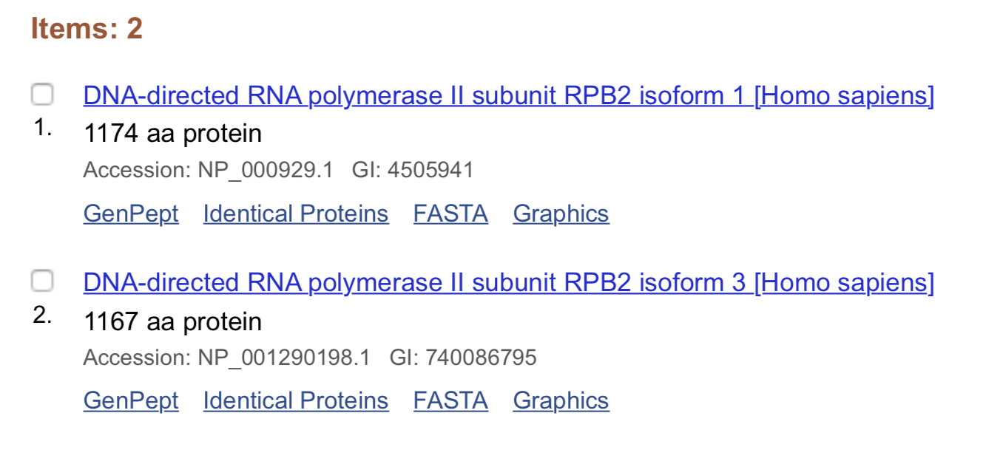 Items: 2
DNA-directed RNA polymerase II subunit RPB2 isoform 1 [Homo sapiens]
1. 1174 aa protein
Accession: NP_000929.1 GI: 4505941
GenPept Identical Proteins FASTA Graphics
DNA-directed RNA polymerase II subunit RPB2 isoform 3 [Homo sapiens]
2. 1167 aa protein
Accession: NP_001290198.1 GI: 740086795
GenPept Identical Proteins FASTA Graphics